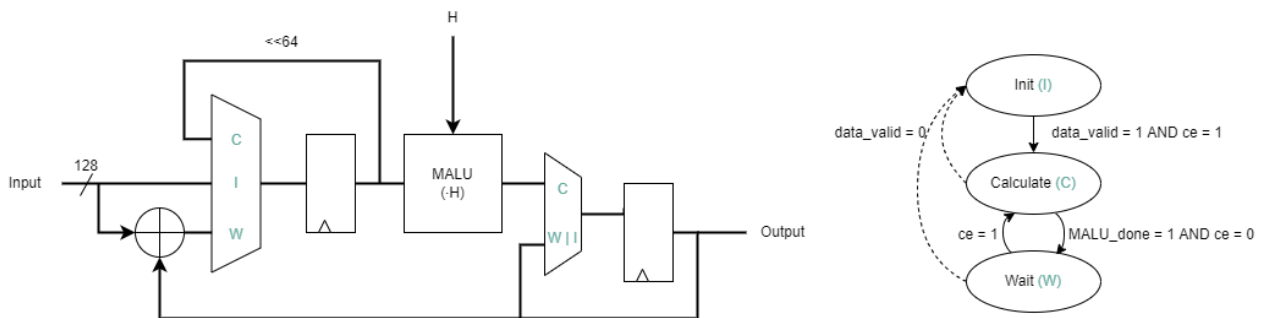 H
<<64
C
128
Input
I
W
MALU
(·H)
C
W | I
Output
Init (I)
data_valid = 0
data_valid = 1 AND ce = 1
Calculate (C)
ce = 1
MALU_done = 1 AND ce = 0
Wait (W)